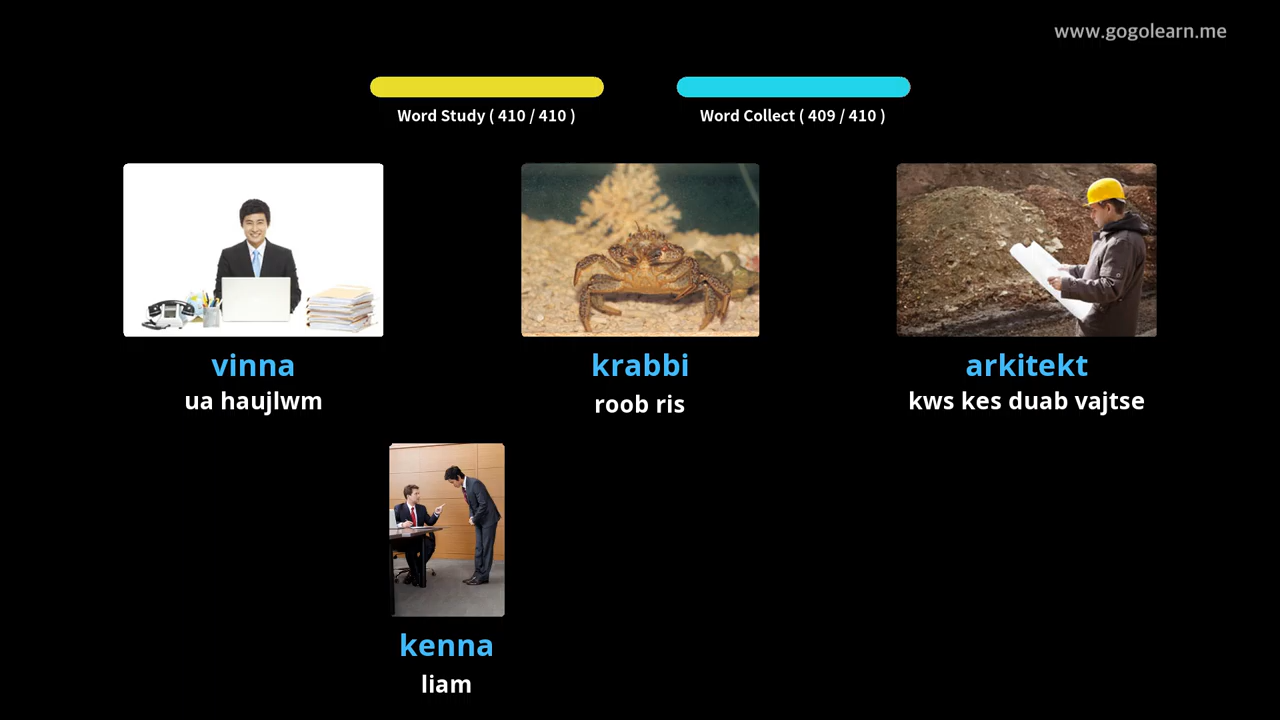 www.gogolearn.me
Word Study ( 410 / 410 )
Word Collect ( 409 / 410 )
vinna
ua haujlwm
krabbi
roob ris
arkitekt
kws kes duab vajtse
kenna
liam